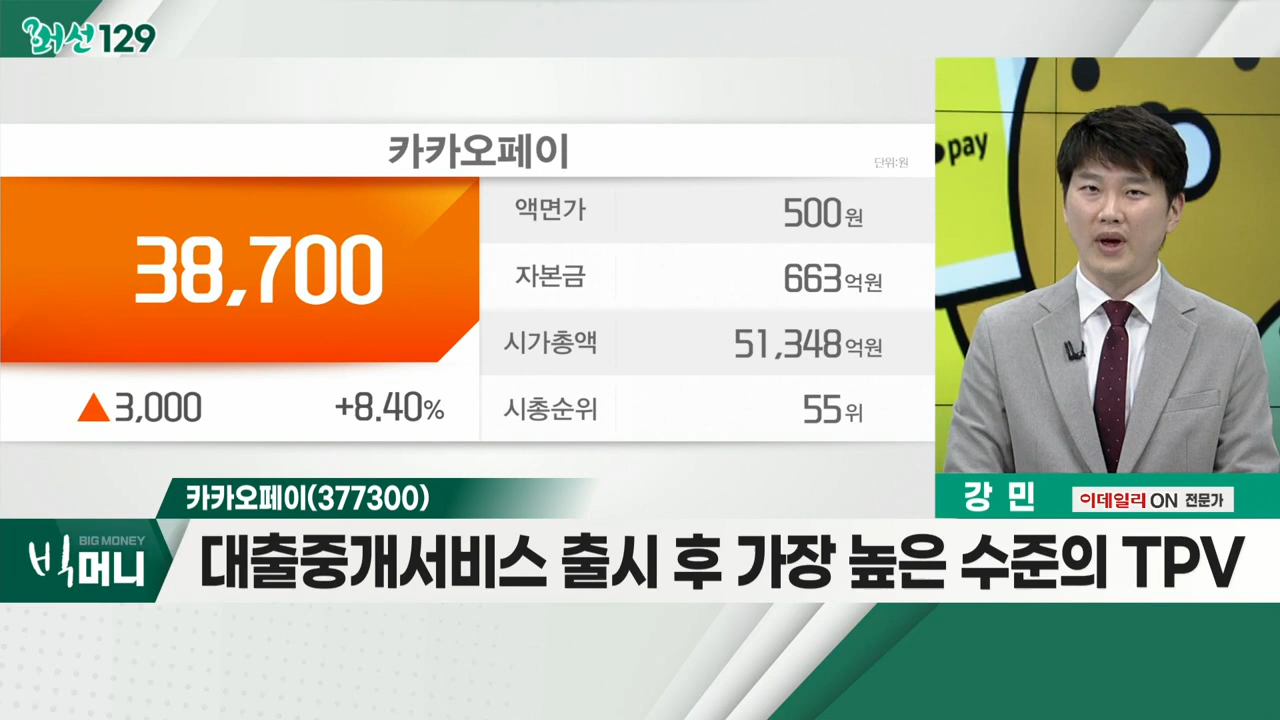 최선129
카카오페이
단위:원
38,700
▲3,000 +8.40%
액면가 500원
자본금 663억원
시가총액 51,348억원
시총순위 55위
pay
강 민
이데일리ON 전문가
카카오페이(377300)
BIG MONEY
빅머니
대출중개서비스 출시 후 가장 높은 수준의 TPV